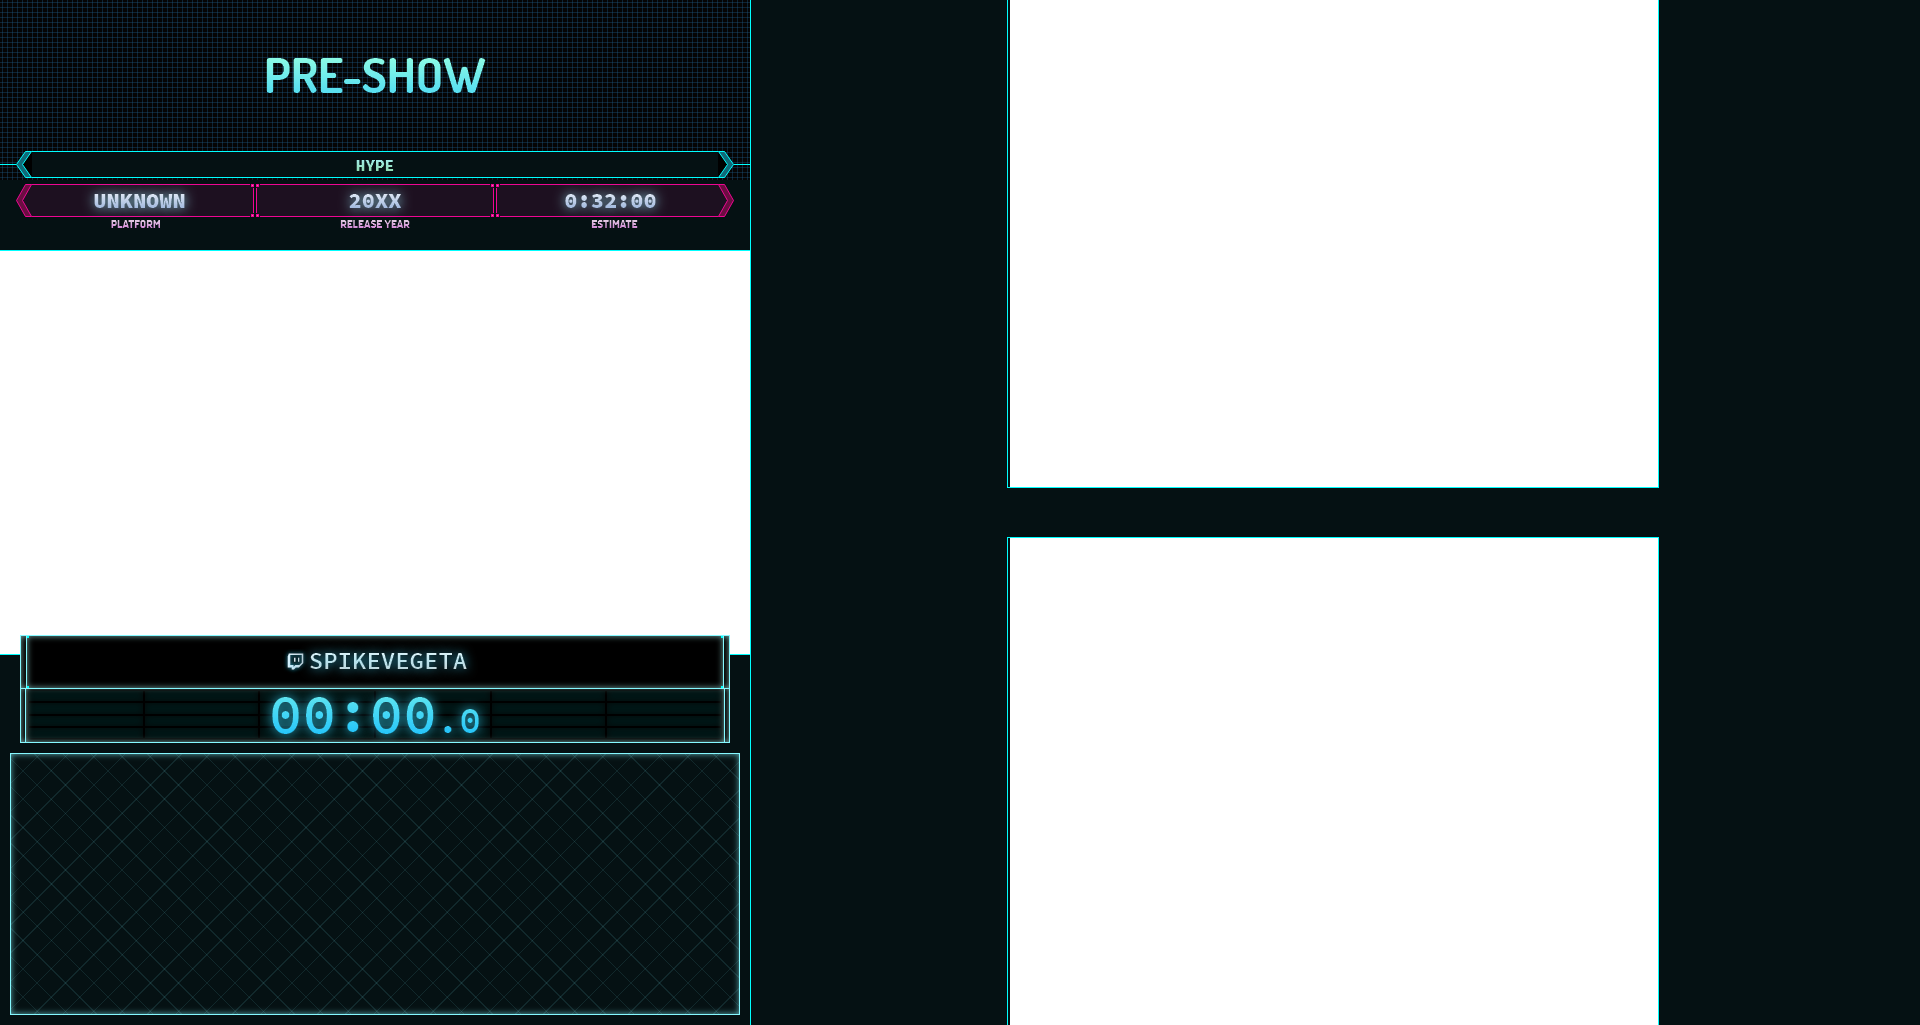 PRE-SHOW
HYPE
UNKNOWN 20XX 0:32:00
PLATFORM RELEASE YEAR ESTIMATE
SPIKEVEGETA
00:00.0